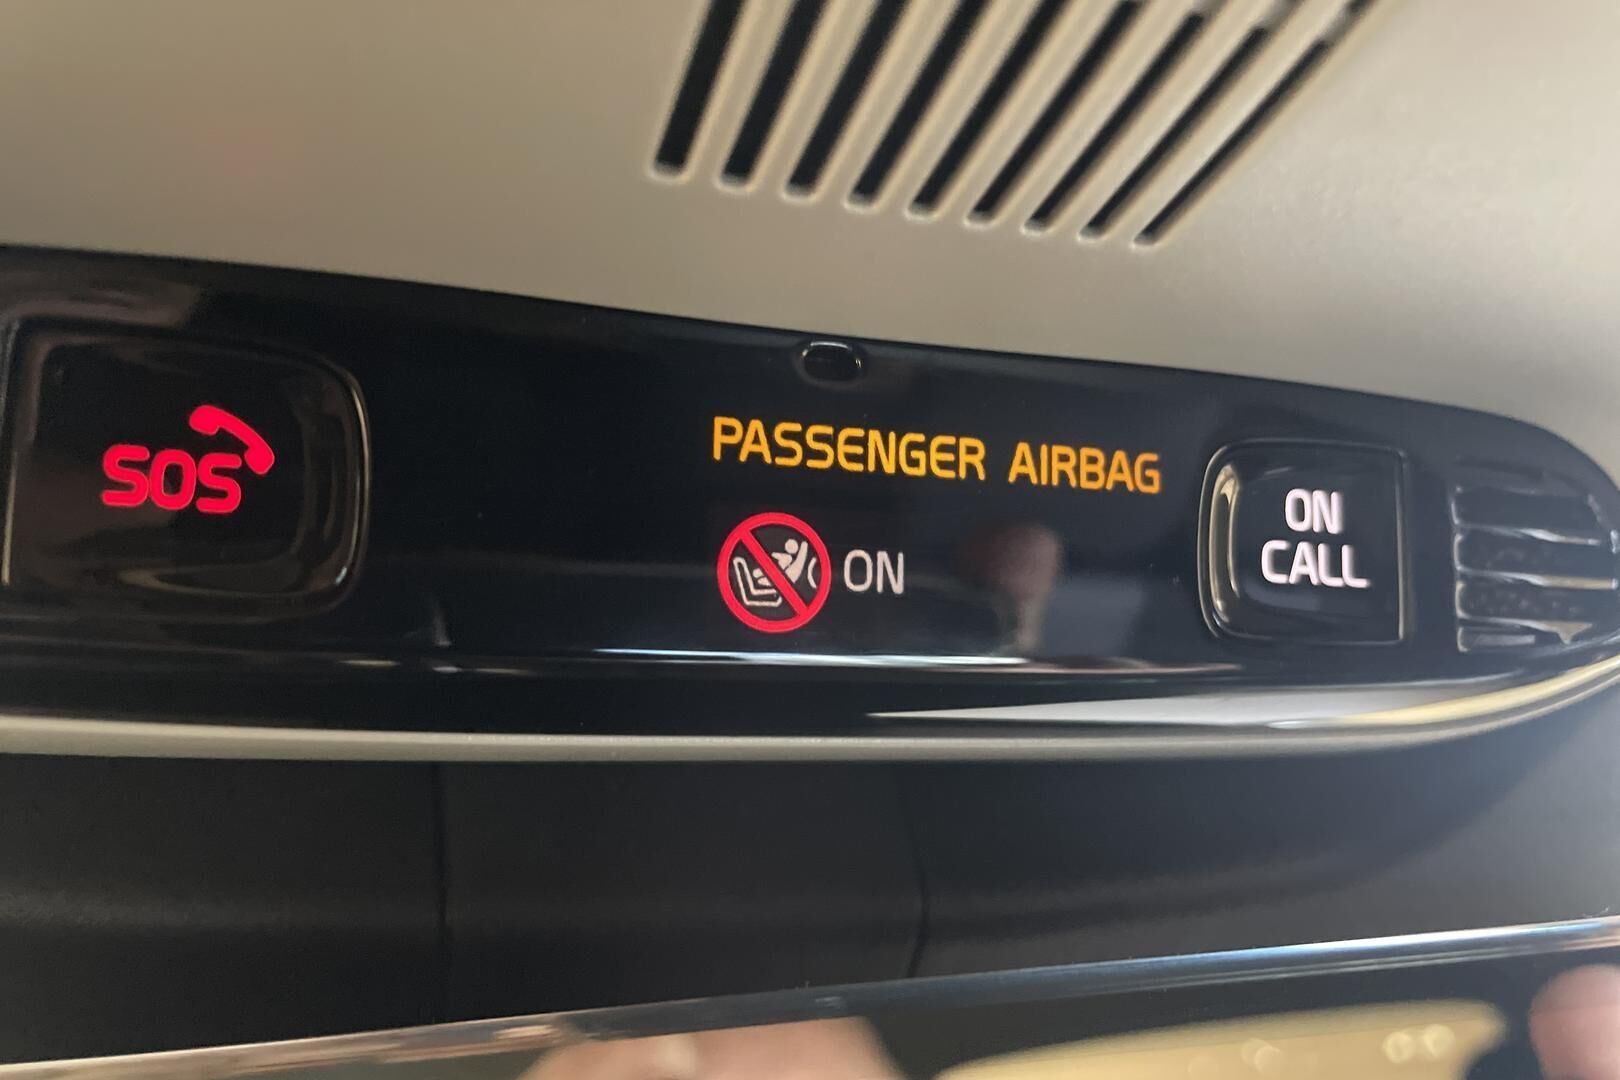 SOS
PASSENGER AIRBAG
ON
ON
CALL